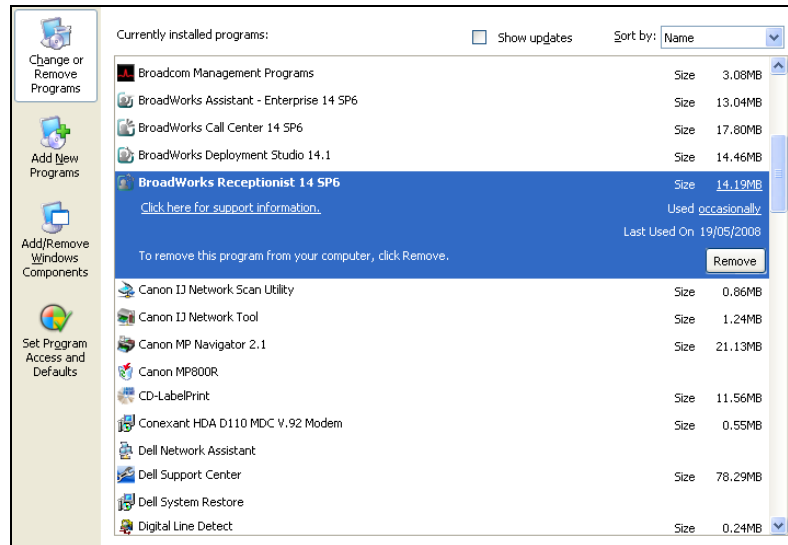 Change or
Remove
Programs
Add New
Programs
Add/Remove
Windows
Components
Set Program
Access and
Defaults
Currently installed programs: Show updates Sort by: Name
Broadcom Management Programs Size 3.08MB
BroadWorks Assistant - Enterprise 14 SP6 Size 13.04MB
BroadWorks Call Center 14 SP6 Size 17.80MB
BroadWorks Deployment Studio 14.1 Size 14.46MB
BroadWorks Receptionist 14 SP6 Size 14.19MB
Click here for support information. Used occasionally
Last Used On 19/05/2008
To remove this program from your computer, click Remove. Remove
Canon IJ Network Scan Utility Size 0.86MB
Canon IJ Network Tool Size 1.24MB
Canon MP Navigator 2.1 Size 21.13MB
Canon MP800R
CD-LabelPrint Size 11.56MB
Conexant HDA D110 MDC V.92 Modem Size 0.55MB
Dell Network Assistant
Dell Support Center Size 78.29MB
Dell System Restore
Digital Line Detect Size 0.24MB